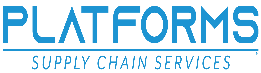 PLATFORMS
SUPPLY CHAIN SERVICES